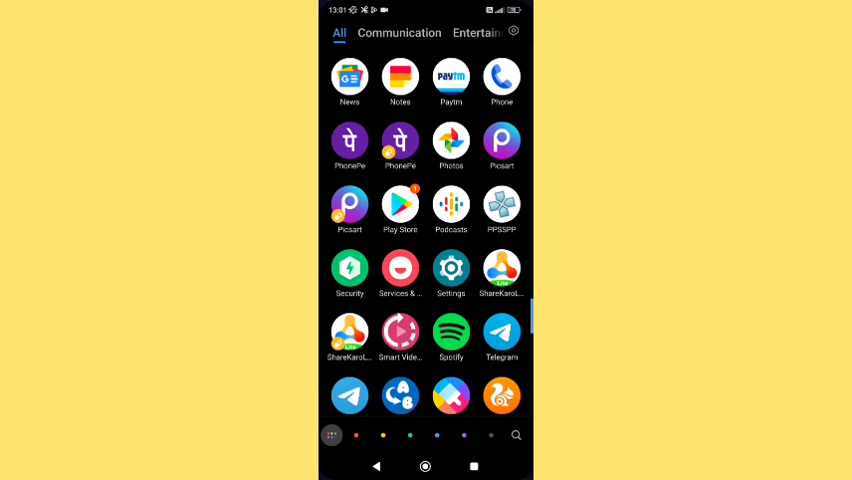 13:01
All Communication Entertain
News Notes Paytm Phone
PhonePe PhonePe Photos Picsart
Picsart Play Store Podcasts PPSSPP
Security Services & ... Settings ShareKaroL...
ShareKaroL... Smart Vide... Spotify Telegram